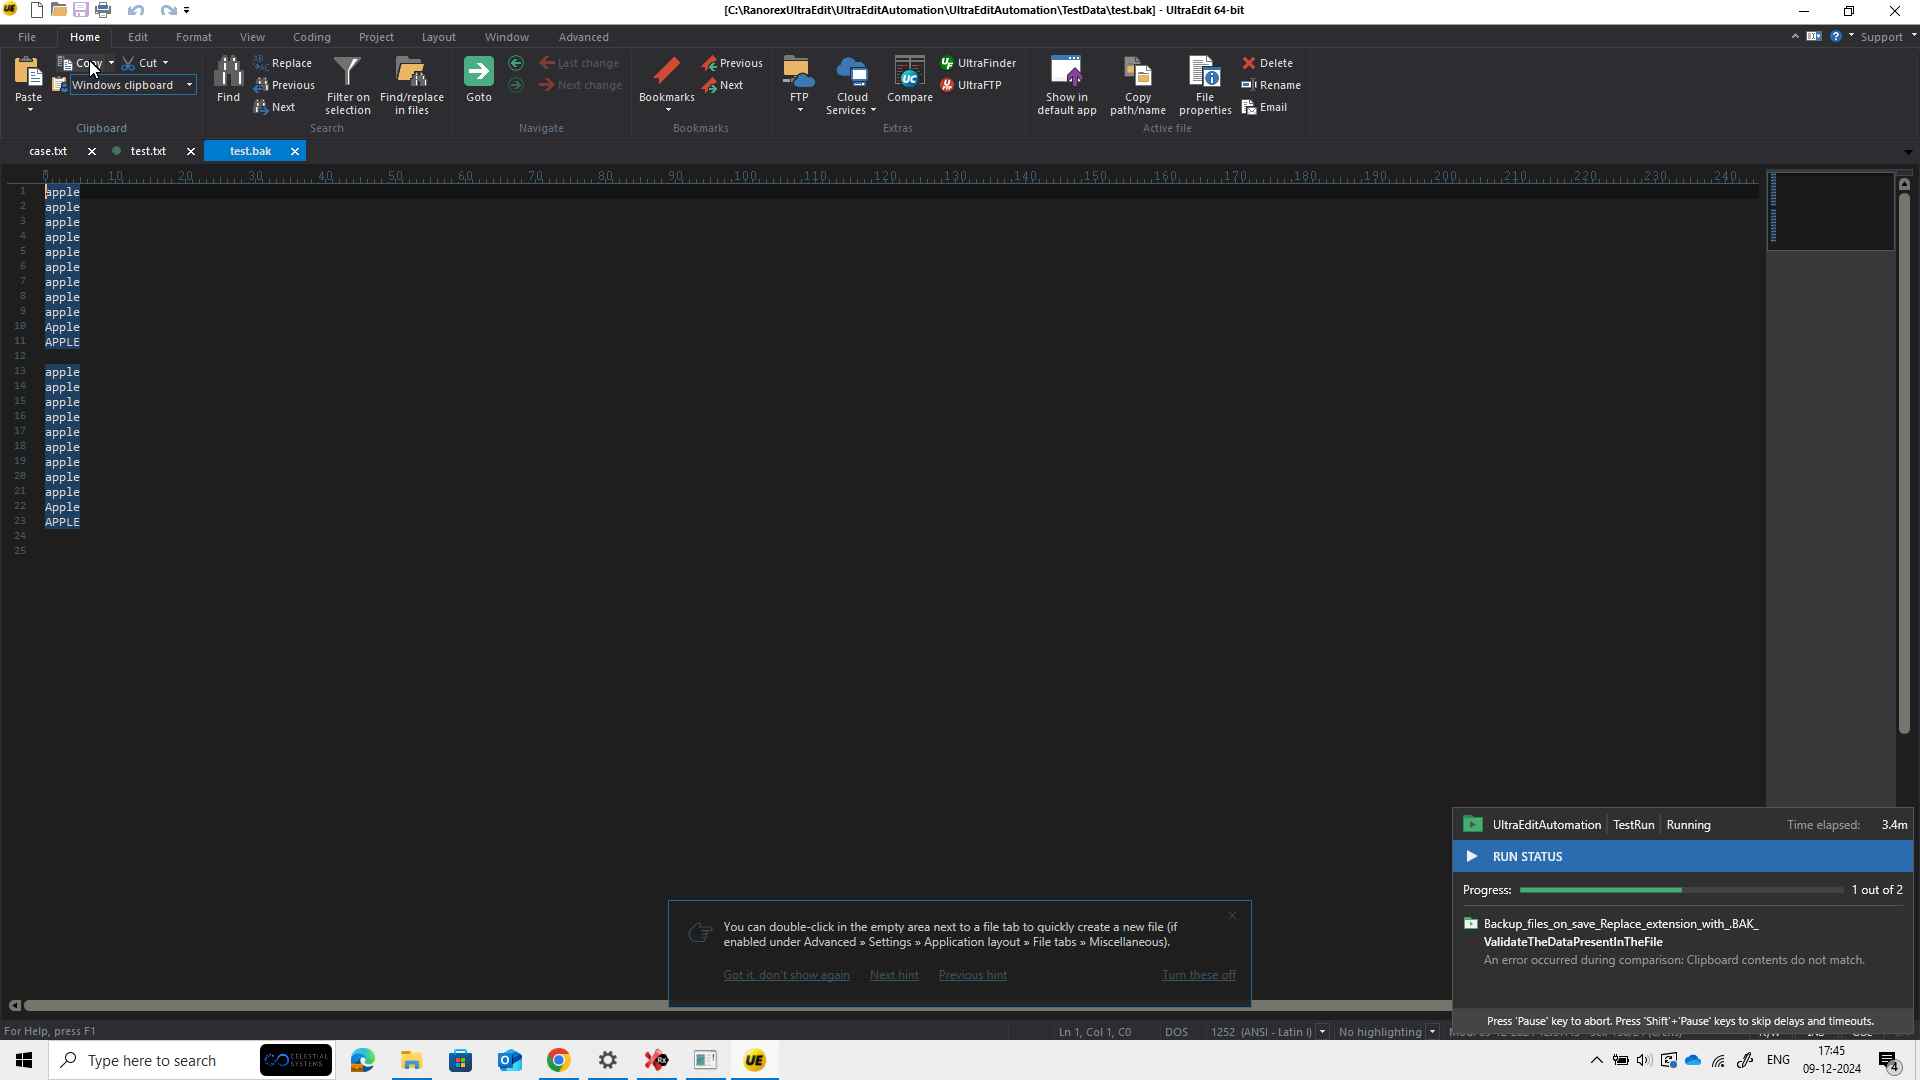 [C:\RanorexUltraEdit\UltraEditAutomation\UltraEditAutomation\TestData\test.bak] - UltraEdit 64-bit
File Home Edit Format View Coding Project Layout Window Advanced Support
Copy Cut Replace Last change Previous UltraFinder Delete
Windows clipboard Previous Next change Next UltraFTP Rename
Paste Find Next Filter on selection Find/replace in files Goto Bookmarks FTP Cloud Services Compare Show in default app Copy path/name File properties Email
Clipboard Search Navigate Bookmarks Extras Active file
case.txt test.txt test.bak
0 10 20 30 40 50 60 70 80 90 100 110 120 130 140 150 160 170 180 190 200 210 220 230 240
1 apple
2 apple
3 apple
4 apple
5 apple
6 apple
7 apple
8 apple
9 apple
10 Apple
11 APPLE
12
13 apple
14 apple
15 apple
16 apple
17 apple
18 apple
19 apple
20 apple
21 apple
22 Apple
23 APPLE
24
25
UltraEditAutomation TestRun Running Time elapsed: 3.4m
RUN STATUS
Progress: 1 out of 2
Backup_files_on_save_Replace_extension_with_.BAK_
ValidateTheDataPresentInTheFile
An error occurred during comparison: Clipboard contents do not match.
Press 'Pause' key to abort. Press 'Shift'+'Pause' keys to skip delays and timeouts.
You can double-click in the empty area next to a file tab to quickly create a new file (if
enabled under Advanced » Settings » Application layout » File tabs » Miscellaneous).
Got it, don't show again Next hint Previous hint Turn these off
For Help, press F1 Ln 1, Col 1, C0 DOS 1252 (ANSI - Latin I) No highlighting
Type here to search CELESTIAL SYSTEMS ENG 17:45
09-12-2024 4